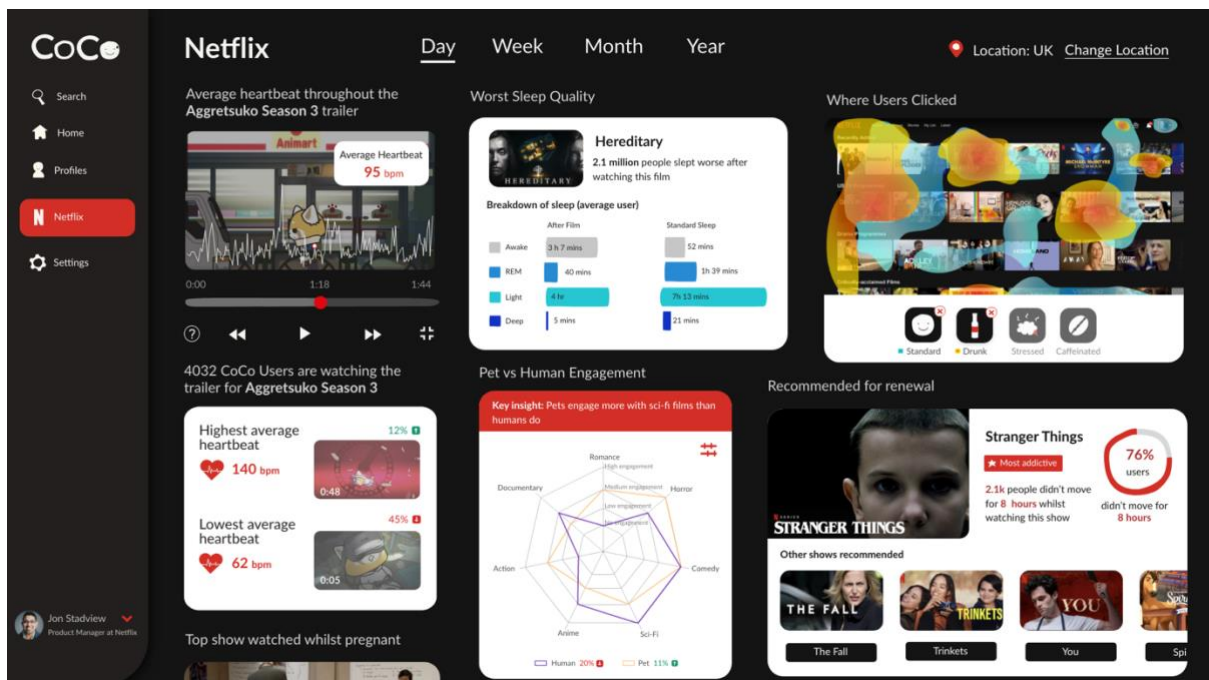 CoCo
Search
Home
Profiles
Netflix
Settings
Jon Stadview
Product Manager at Netflix
Netflix
Day
Week
Month
Year
Location: UK
Change Location
Average heartbeat throughout the
Aggretsuko Season 3 trailer
Animart
Average Heartbeat
95 bpm
0:00
1:18
1:44
4032 CoCo Users are watching the
trailer for Aggretsuko Season 3
Highest average
heartbeat
12%
140 bpm
0:48
Lowest average
heartbeat
45%
62 bpm
0:05
Top show watched whilst pregnant
Worst Sleep Quality
HEREDITARY
Hereditary
2.1 million people slept worse after
watching this film
Breakdown of sleep (average user)
After Film
Standard Sleep
Awake
3 h 7 mins
52 mins
REM
40 mins
1h 39 mins
Light
4 hr
7h 13 mins
Deep
5 mins
21 mins
Pet vs Human Engagement
Key insight: Pets engage more with sci-fi films than
humans do
Romance
High engagement
Documentary
Medium engagement
Horror
Low engagement
No engagement
Action
Comedy
Anime
Sci-Fi
Human 20%
Pet 11%
Where Users Clicked
MICHAEL McINTYRE
SHOWMAN
Standard
Drunk
Stressed
Caffeinated
Recommended for renewal
STRANGER THINGS
Stranger Things
Most addictive
2.1k people didn't move
for 8 hours whilst
watching this show
76%
users
didn't move for
8 hours
Other shows recommended
THE FALL
TRINKETS
YOU
The Fall
Trinkets
You
Spi